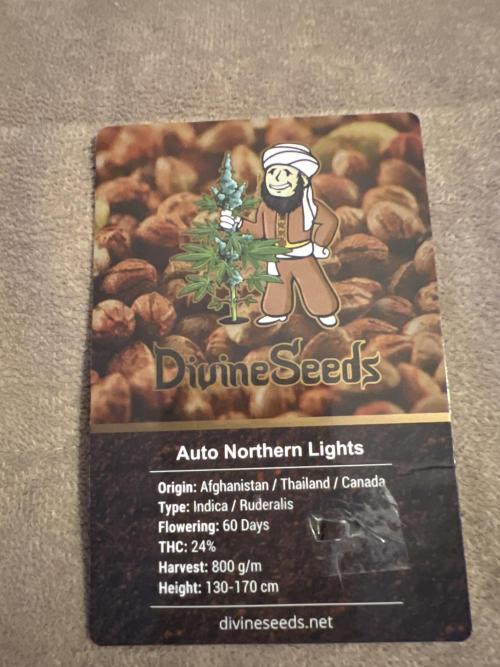 DivineSeeds
Auto Northern Lights
Origin: Afghanistan / Thailand / Canada
Type: Indica / Ruderalis
Flowering: 60 Days
THC: 24%
Harvest: 800 g/m
Height: 130-170 cm
divineseeds.net